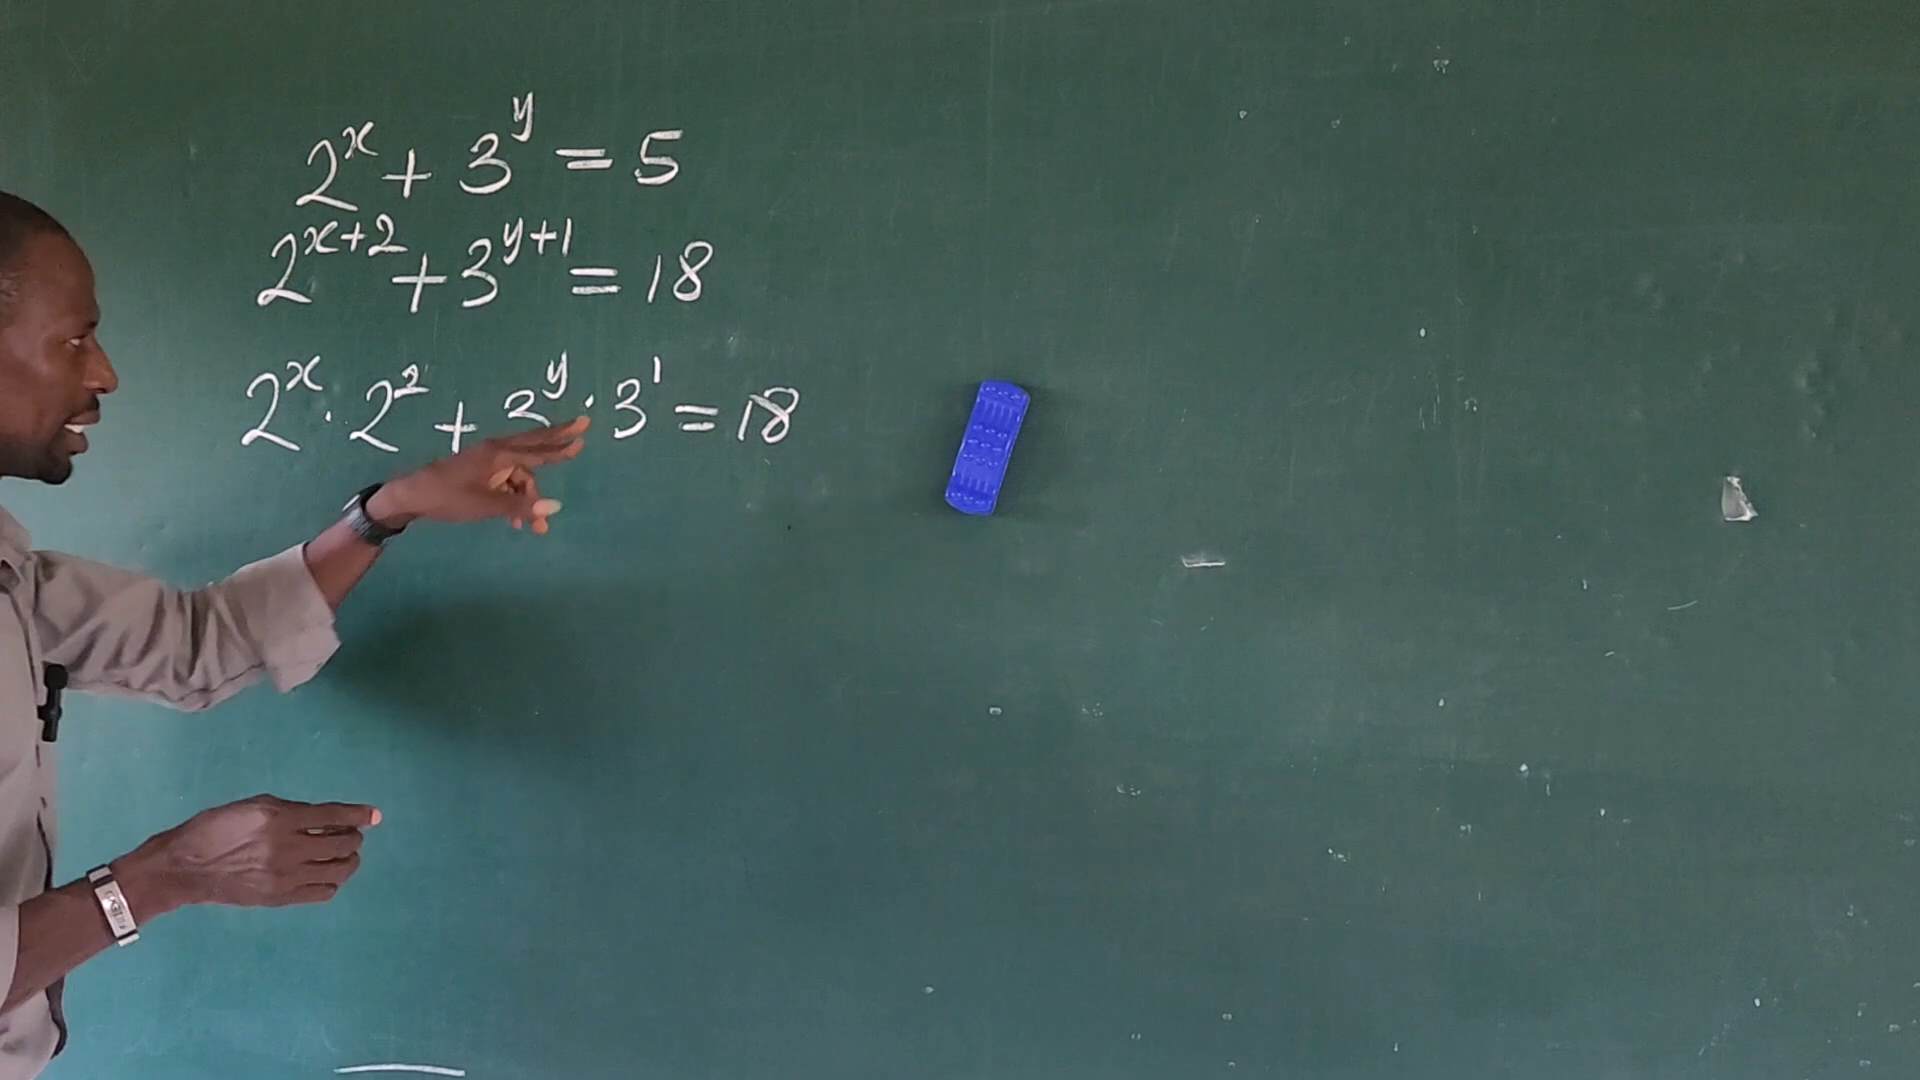 2^x + 3^y = 5
2^{x+2} + 3^{y+1} = 18
2^x · 2^2 + 3^y · 3^1 = 18